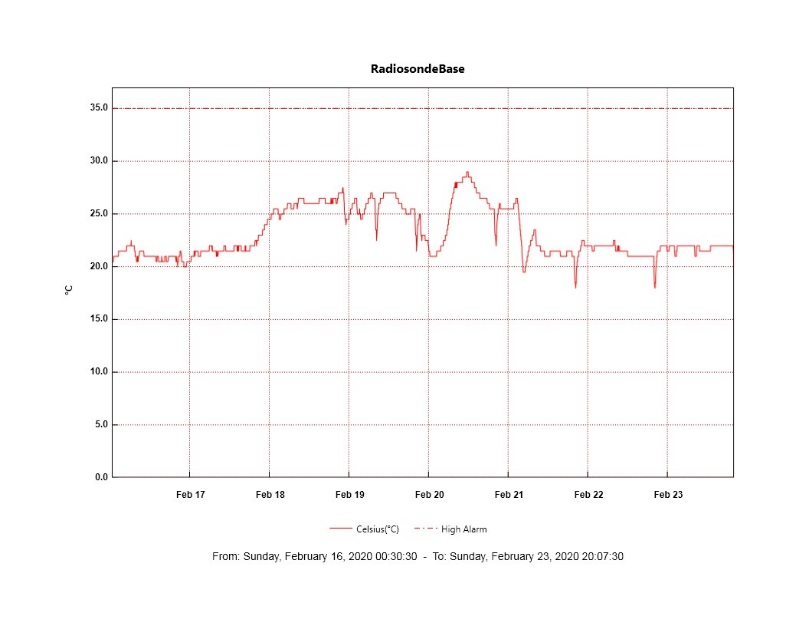 RadiosondeBase
35.0
30.0
25.0
20.0
15.0
10.0
5.0
0.0
°C
Feb 17 Feb 18 Feb 19 Feb 20 Feb 21 Feb 22 Feb 23
Celsius(°C) High Alarm
From: Sunday, February 16, 2020 00:30:30 - To: Sunday, February 23, 2020 20:07:30